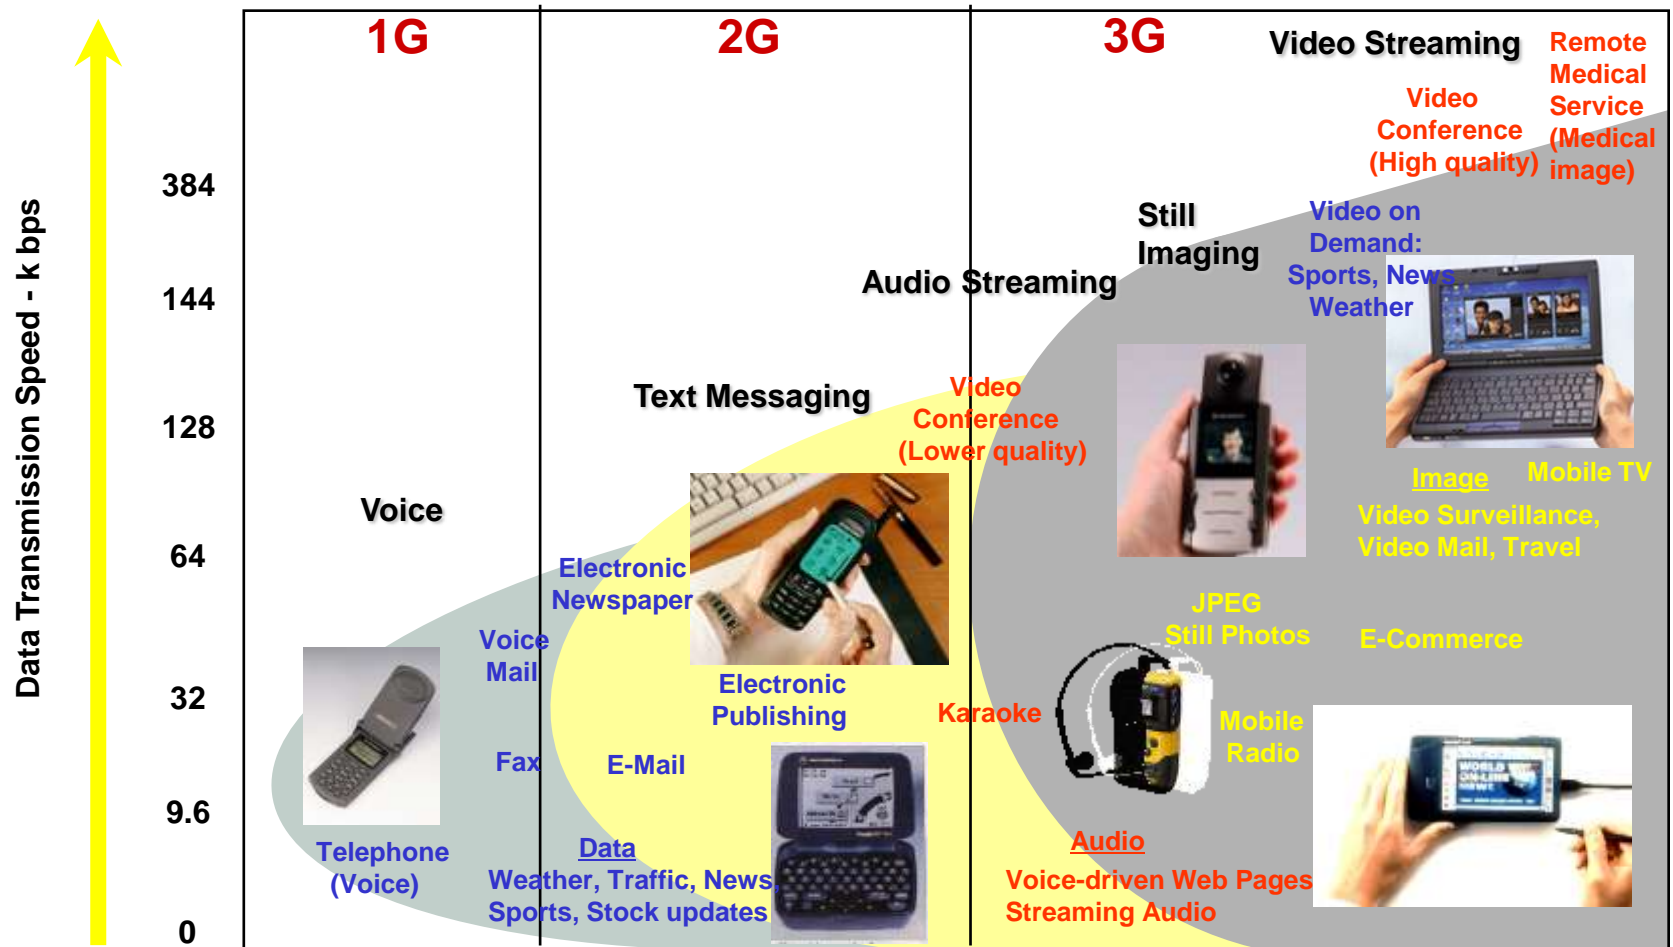 1G
2G
3G
Video Streaming
Remote
Medical
Service
(Medical
image)
Video
Conference
(High quality)
Data Transmission Speed - k bps
384
144
128
64
32
9.6
0
Still
Imaging
Video on
Demand:
Sports, News
Weather
Audio Streaming
Text Messaging
Video
Conference
(Lower quality)
Voice
Image
Mobile TV
Video Surveillance,
Video Mail, Travel
Electronic
Newspaper
Voice
Mail
JPEG
Still Photos
E-Commerce
Electronic
Publishing
Karaoke
Mobile
Radio
Fax
E-Mail
WORLD
ON-LINE
Telephone
(Voice)
Data
Weather, Traffic, News,
Sports, Stock updates
Audio
Voice-driven Web Pages
Streaming Audio